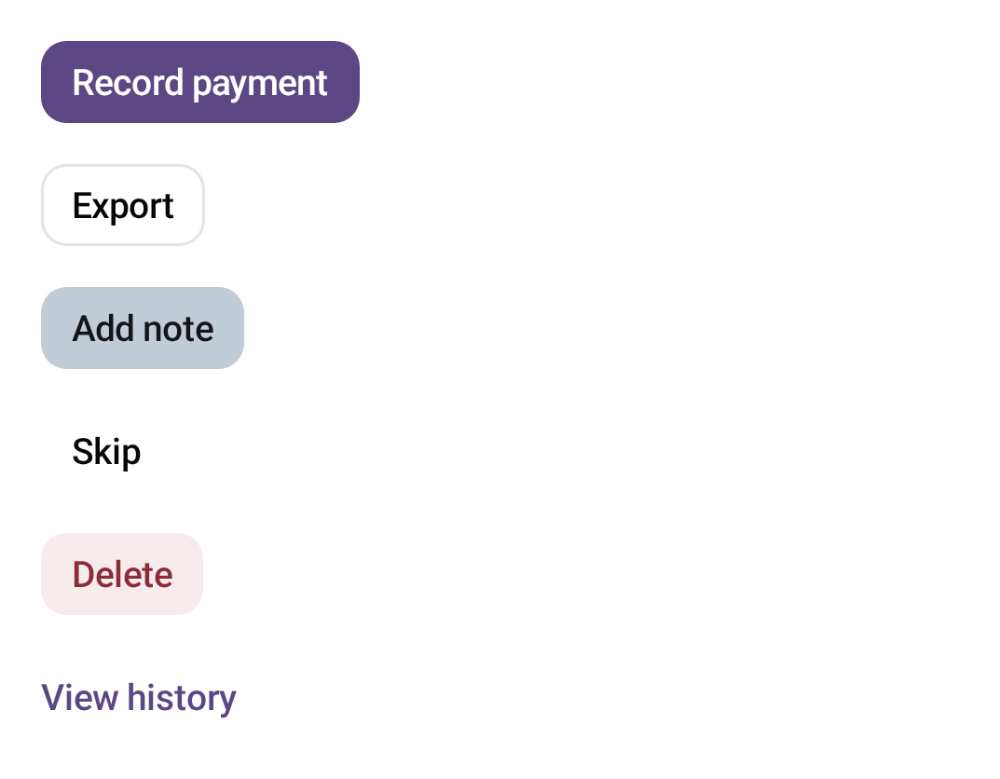 Record payment
Export
Add note
Skip
Delete
View history